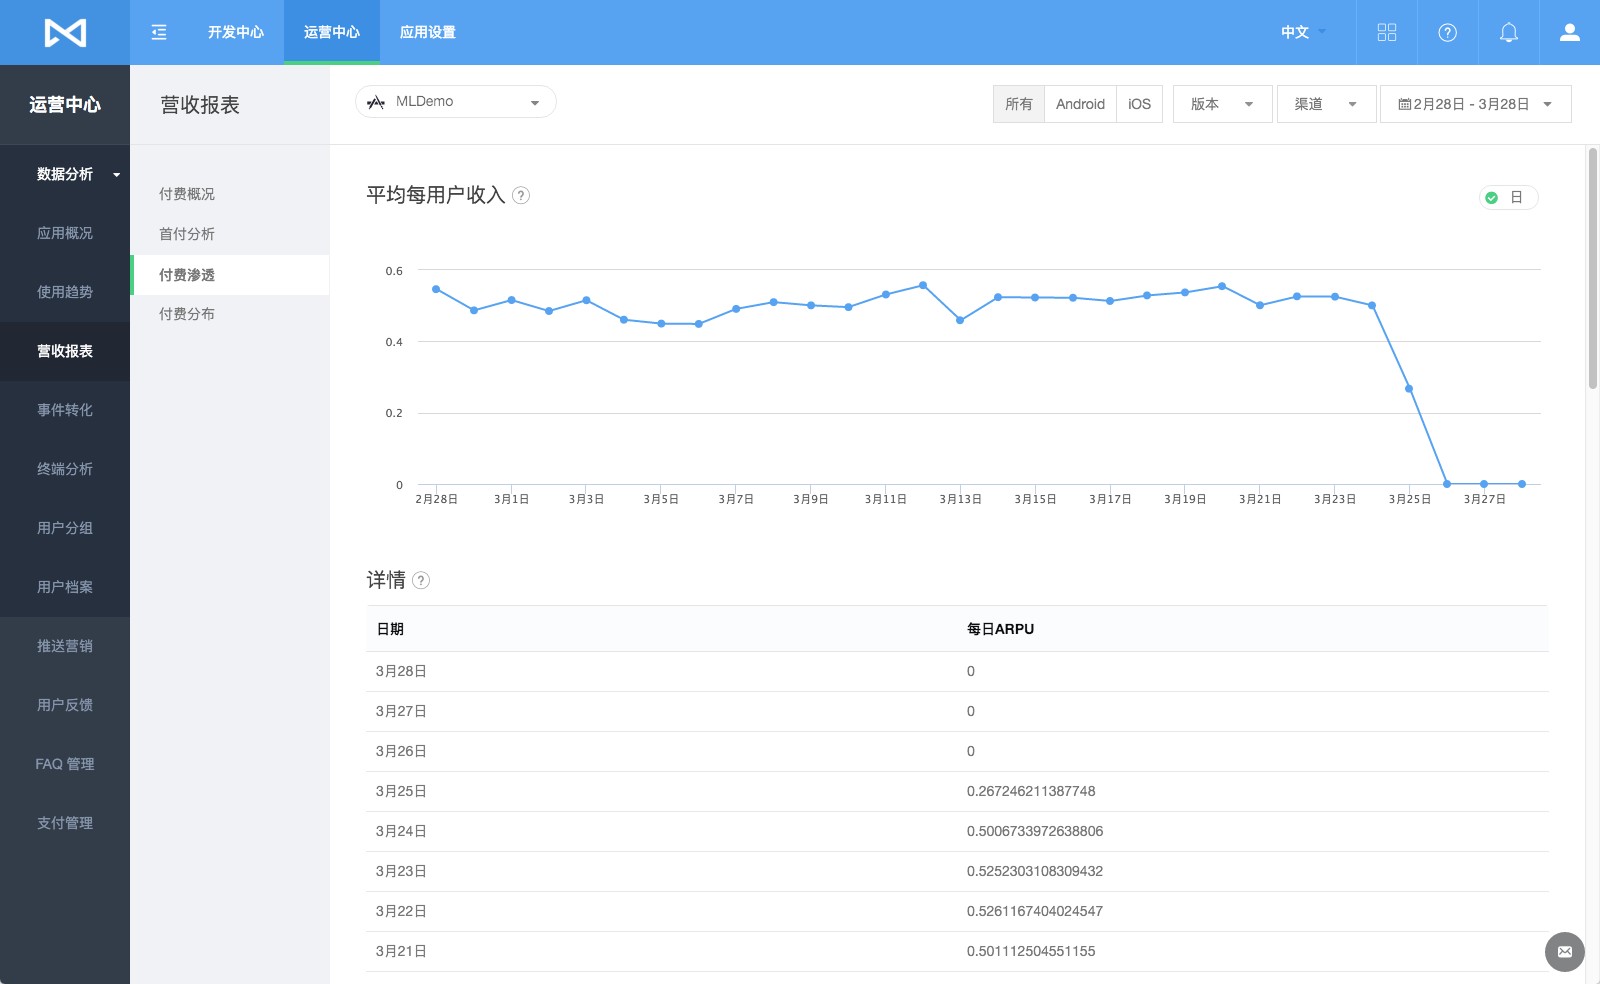 开发中心 运营中心 应用设置 中文
运营中心
营收报表
MLDemo
所有 Android iOS 版本 渠道 2月28日 - 3月28日
数据分析
应用概况
使用趋势
营收报表
事件转化
终端分析
用户分组
用户档案
推送营销
用户反馈
FAQ 管理
支付管理
付费概况
首付分析
付费渗透
付费分布
平均每用户收入 ?
日
0.6
0.4
0.2
0
2月28日 3月1日 3月3日 3月5日 3月7日 3月9日 3月11日 3月13日 3月15日 3月17日 3月19日 3月21日 3月23日 3月25日 3月27日
详情 ?
日期 每日ARPU
3月28日 0
3月27日 0
3月26日 0
3月25日 0.267246211387748
3月24日 0.5006733972638806
3月23日 0.5252303108309432
3月22日 0.5261167404024547
3月21日 0.501112504551155